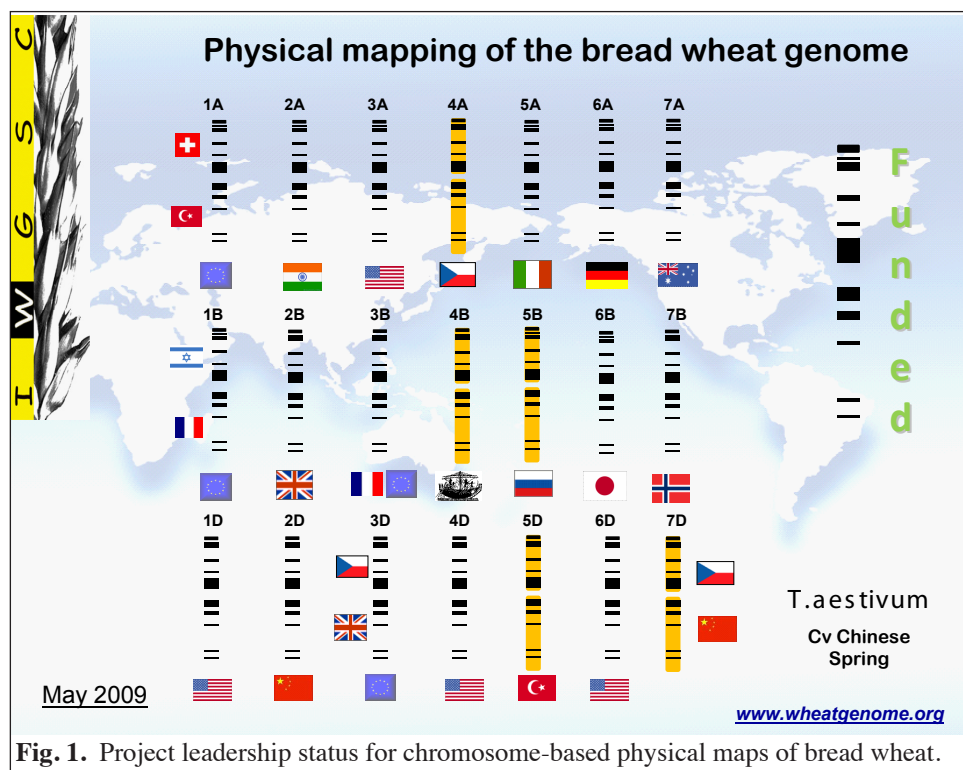 I W G S C
Physical mapping of the bread wheat genome
1A 2A 3A 4A 5A 6A 7A
Funded
1B 2B 3B 4B 5B 6B 7B
1D 2D 3D 4D 5D 6D 7D
T.aestivum
Cv Chinese
Spring
May 2009
www.wheatgenome.org
Fig. 1. Project leadership status for chromosome-based physical maps of bread wheat.